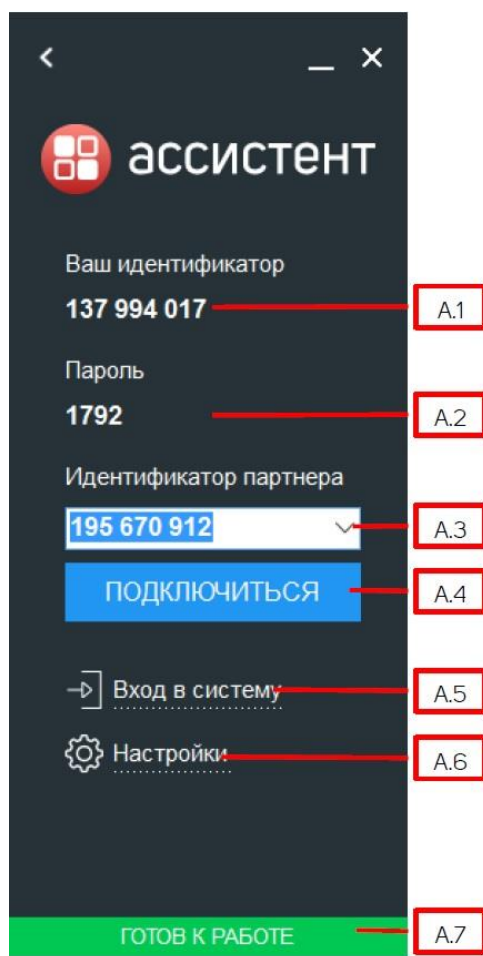 ассистент
Ваш идентификатор
137 994 017
А.1
Пароль
1792
А.2
Идентификатор партнера
195 670 912
А.3
ПОДКЛЮЧИТЬСЯ
А.4
Вход в систему
А.5
Настройки
А.6
ГОТОВ К РАБОТЕ
А.7